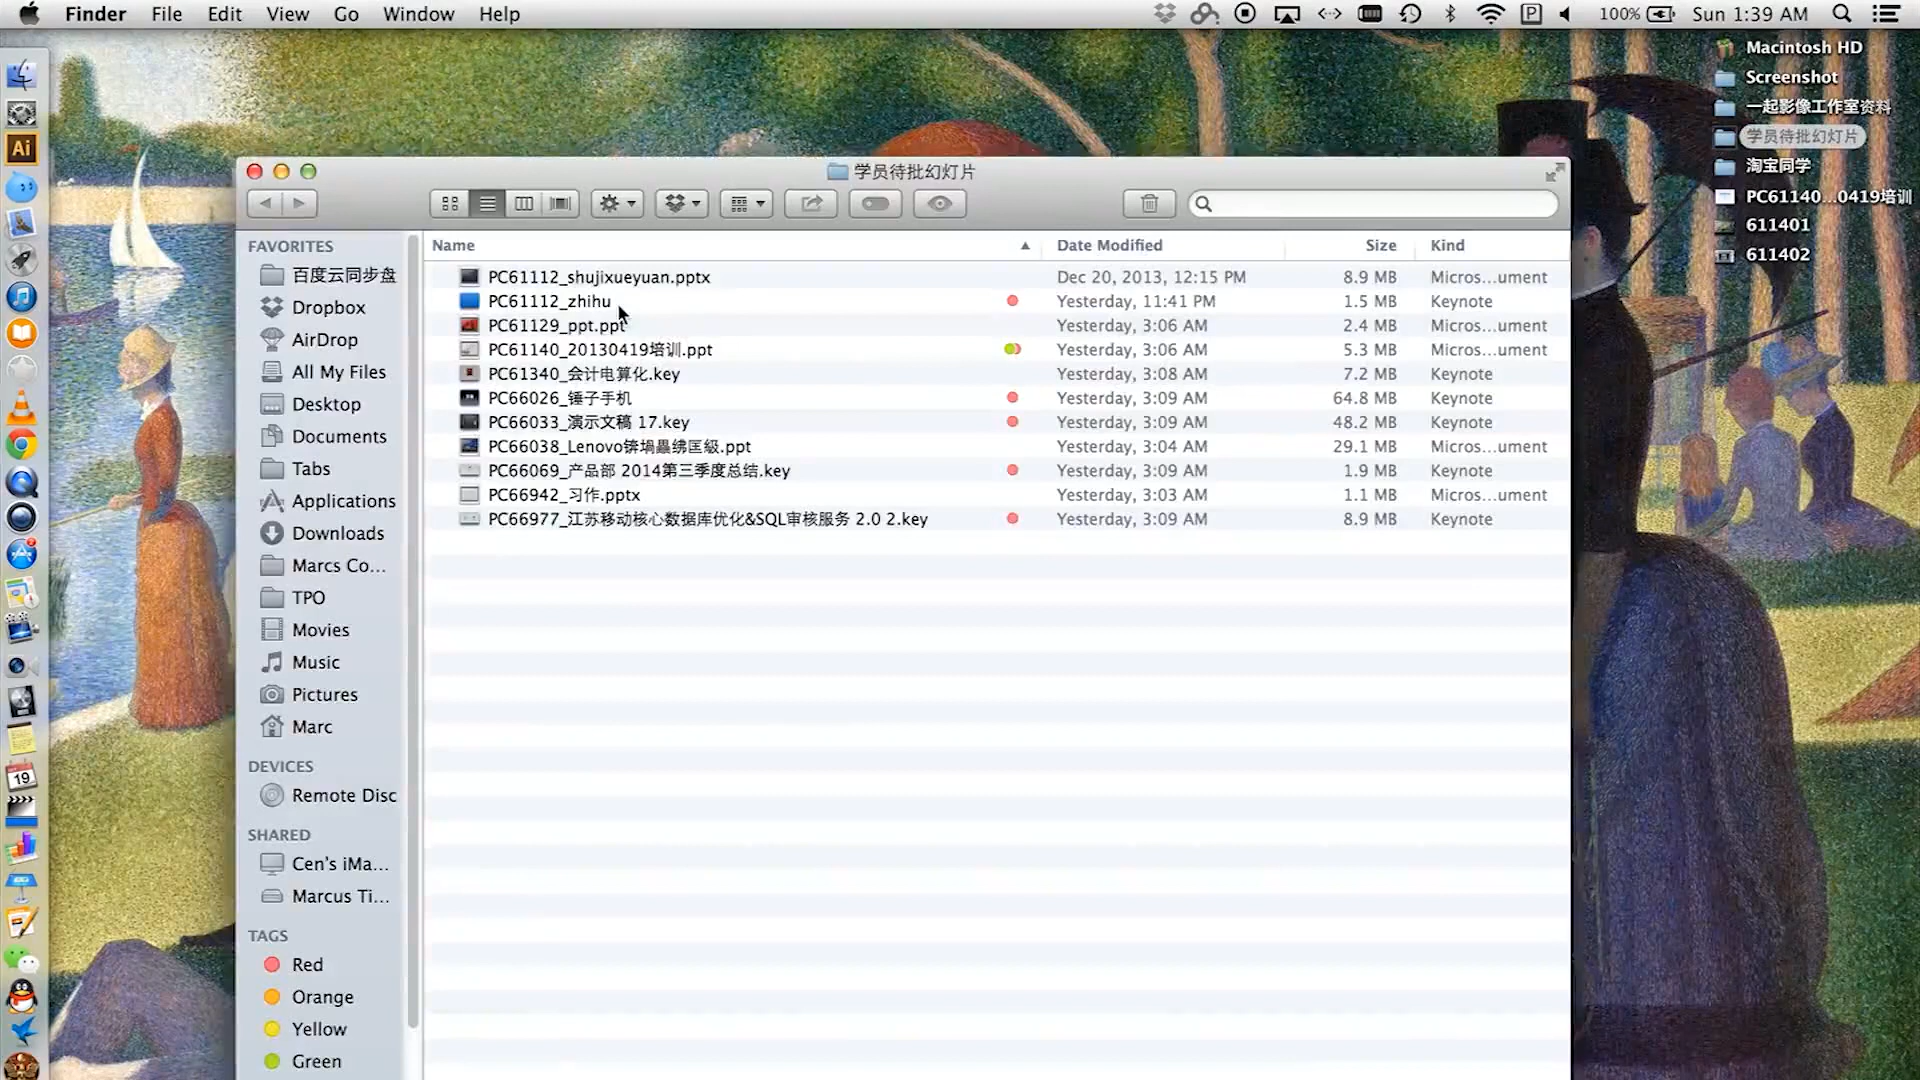 Finder File Edit View Go Window Help 100% Sun 1:39 AM
Macintosh HD
Screenshot
一起影像工作室资料
学员待批幻灯片
淘宝同学
PC61140...0419培训
611401
611402
学员待批幻灯片
FAVORITES
百度云同步盘
Dropbox
AirDrop
All My Files
Desktop
Documents
Tabs
Applications
Downloads
Marcs Co...
TPO
Movies
Music
Pictures
Marc
DEVICES
Remote Disc
SHARED
Cen's iMa...
Marcus Ti...
TAGS
Red
Orange
Yellow
Green
Name Date Modified Size Kind
PC61112_shujixueyuan.pptx Dec 20, 2013, 12:15 PM 8.9 MB Micros...ument
PC61112_zhihu Yesterday, 11:41 PM 1.5 MB Keynote
PC61129_ppt.ppt Yesterday, 3:06 AM 2.4 MB Micros...ument
PC61140_20130419培训.ppt Yesterday, 3:06 AM 5.3 MB Micros...ument
PC61340_会计电算化.key Yesterday, 3:08 AM 7.2 MB Keynote
PC66026_锤子手机 Yesterday, 3:09 AM 64.8 MB Keynote
PC66033_演示文稿 17.key Yesterday, 3:09 AM 48.2 MB Keynote
Yesterday, 3:04 AM 29.1 MB Micros...ument
PC66069_产品部 2014第三季度总结.key Yesterday, 3:09 AM 1.9 MB Keynote
PC66942_习作.pptx Yesterday, 3:03 AM 1.1 MB Micros...ument
PC66977_江苏移动核心数据库优化&SQL审核服务 2.0 2.key Yesterday, 3:09 AM 8.9 MB Keynote
Ai
19